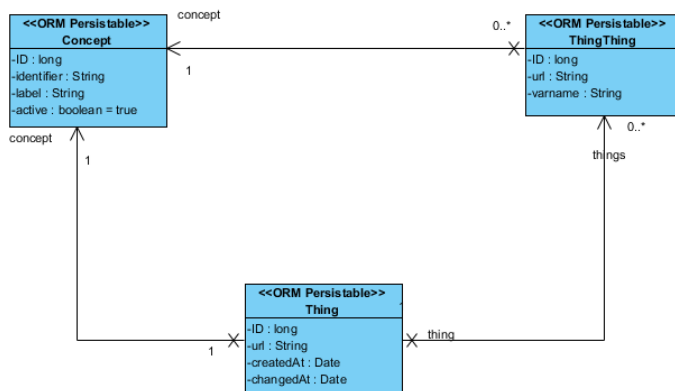 <<ORM Persistable>>
Concept
-ID : long
-identifier : String
-label : String
-active : boolean = true
concept
1
0..*
<<ORM Persistable>>
ThingThing
-ID : long
-url : String
-varname : String
concept
1
0..*
things
<<ORM Persistable>>
Thing
-ID : long
-url : String
-createdAt : Date
-changedAt : Date
1
thing